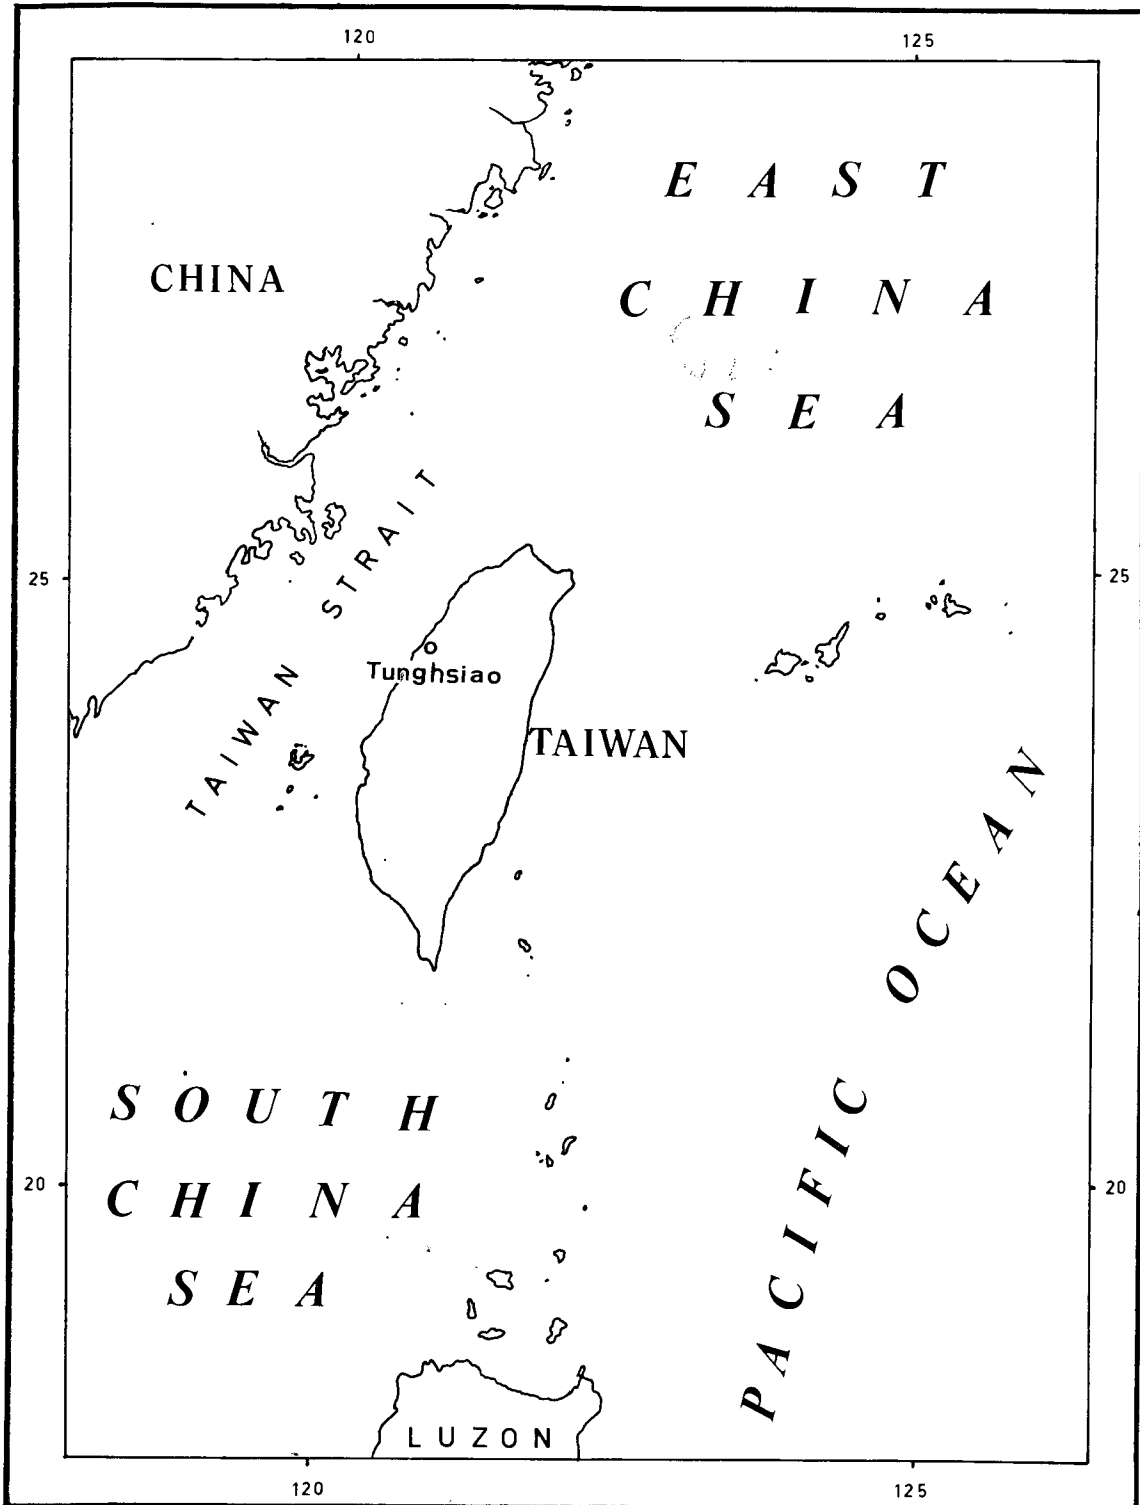 120 125
EAST
CHINA
CHINA
SEA
TAIWAN STRAIT
25 25
Tunghsiao
TAIWAN
PACIFIC OCEAN
SOUTH
20 20
CHINA
SEA
LUZON
120 125